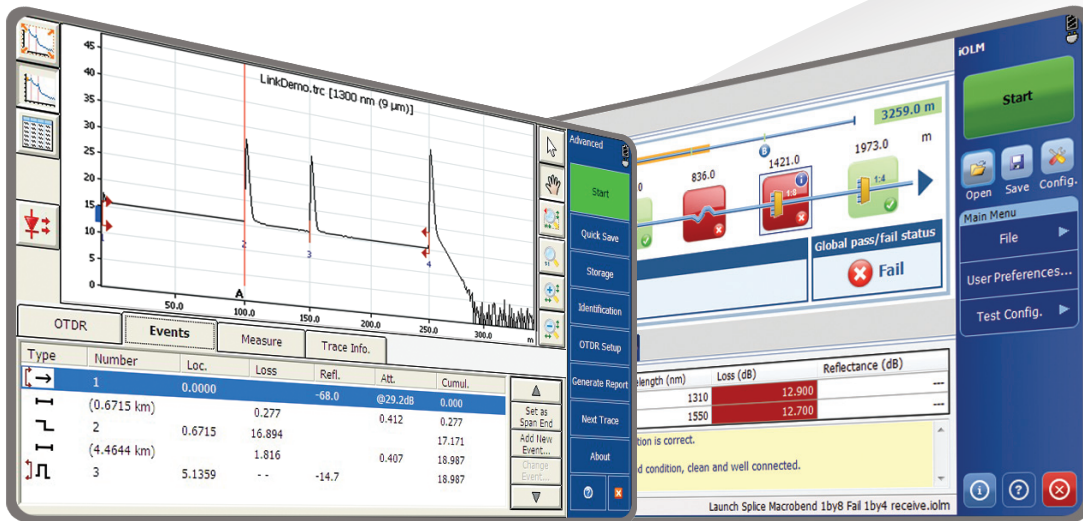 45
40
35
30
25
20
15
10
5
0
LinkDemo.trc [1300 nm (9 µm)]
1
2
3
4
A
50.0
100.0
150.0
200.0
250.0
300.0
m
OTDR
Events
Measure
Trace Info.
Type Number Loc. Loss Refl. Att. Cumul.
1 0.0000 -68.0 @29.2dB 0.000
(0.6715 km) 0.277 0.412 0.277
2 0.6715 16.894 17.171
(4.4644 km) 1.816 0.407 18.987
3 5.1359 -- -14.7 18.987
Set as
Span End
Add New
Event...
Change
Event...
Advanced
Start
Quick Save
Storage
Identification
OTDR Setup
Generate Report
Next Trace
About
?
x
3259.0 m
B
836.0
1421.0
1973.0
m
1:8
1:4
Global pass/fail status
Fail
(nm) Loss (dB) Reflectance (dB)
1310 12.900 ---
1550 12.700 ---
is correct.
condition, clean and well connected.
Launch Splice Macrobend 1by8 Fail 1by4 receive.iolm
iOLM
Start
Open Save Config.
Main Menu
File
User Preferences...
Test Config.
i
?